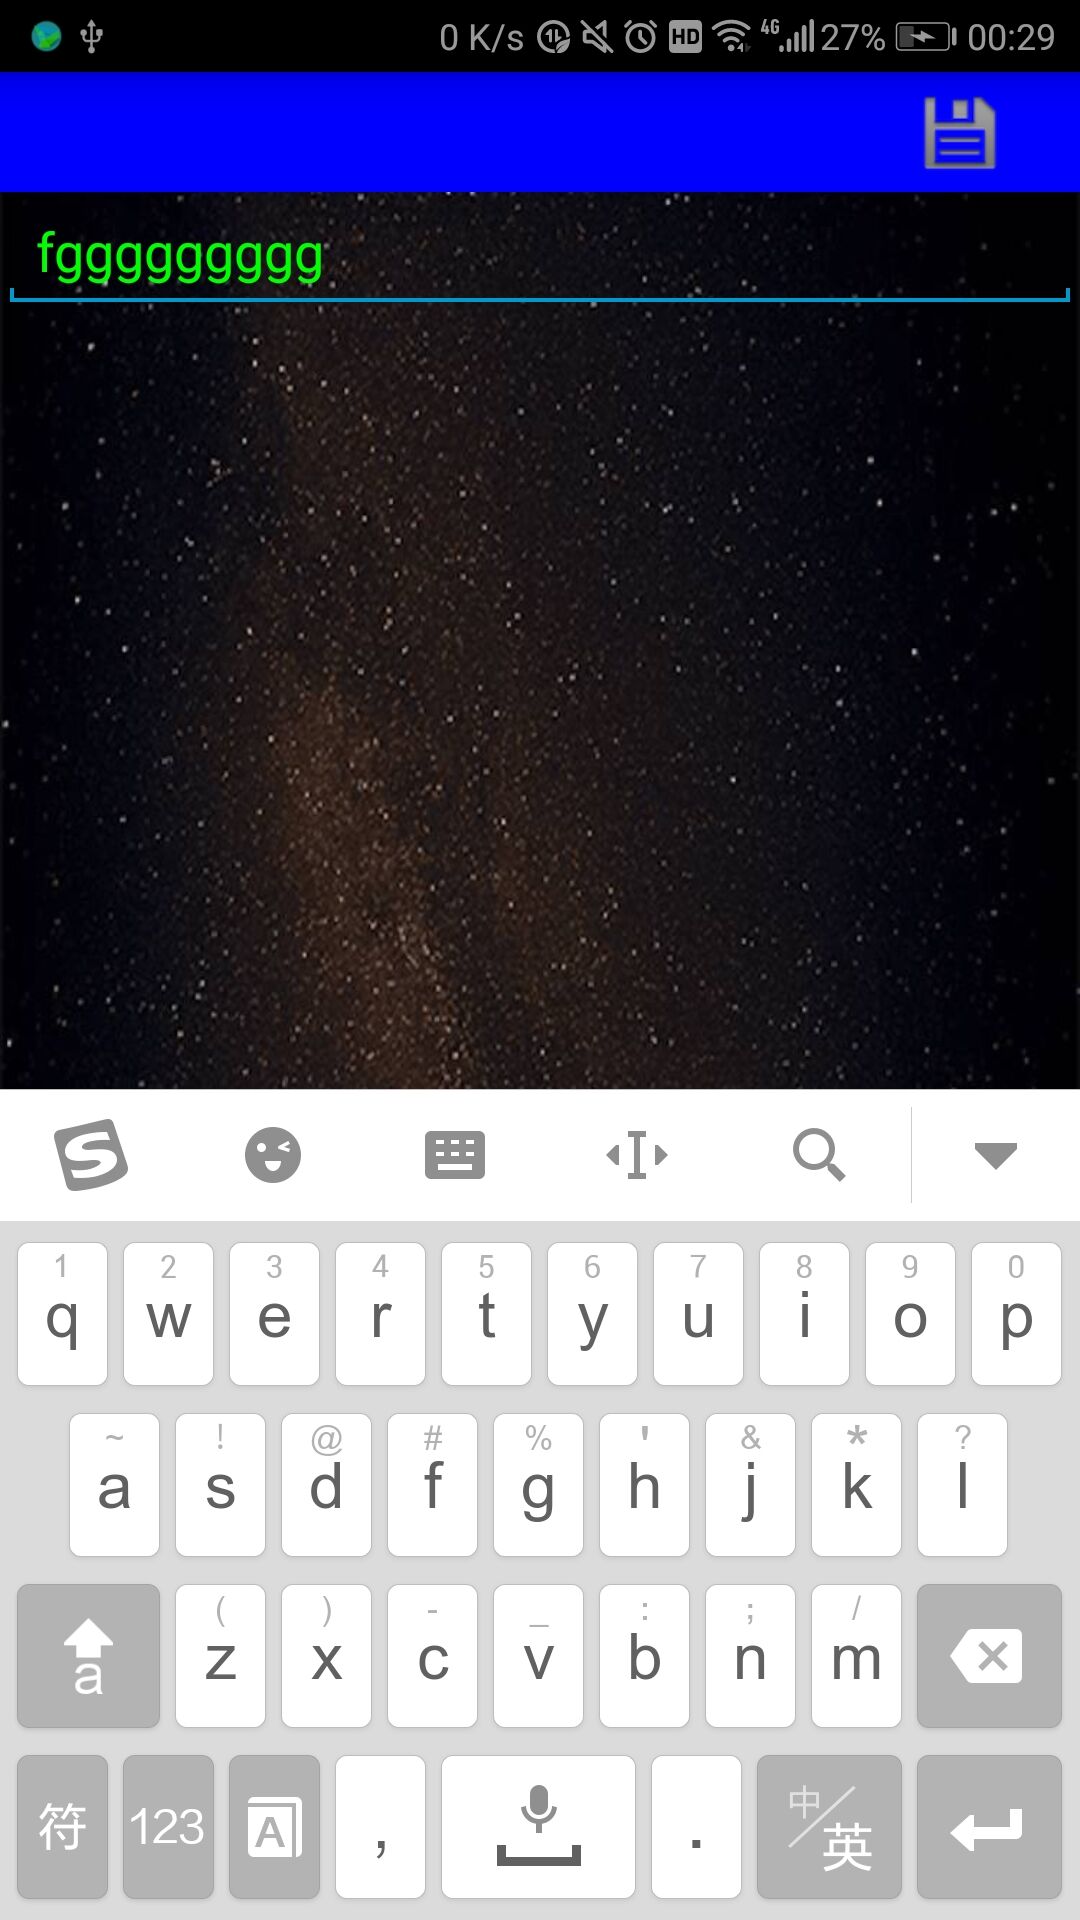 0 K/s HD 4G 27% 00:29
fggggggggg
1 2 3 4 5 6 7 8 9 0
q w e r t y u i o p
~ ! @ # % ' & * ?
a s d f g h j k l
( ) - _ : ; /
a z x c v b n m
符 123 A , . 中/英